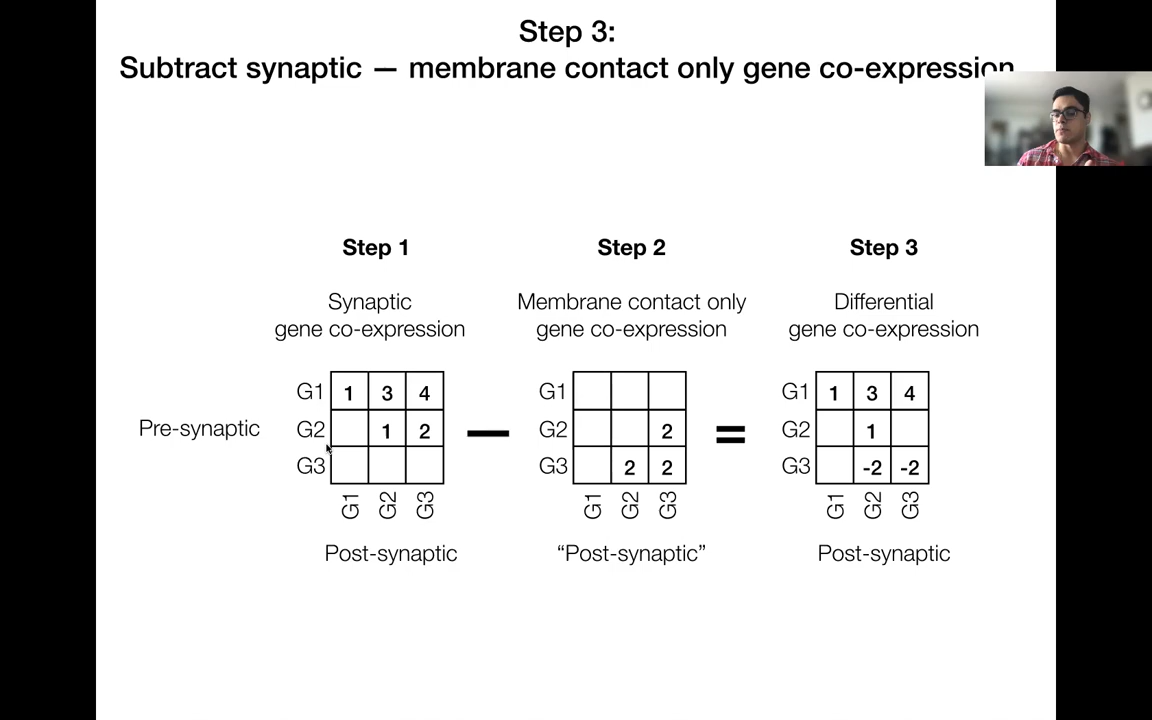 Step 3:
Subtract synaptic — membrane contact only gene co-expression
Step 1
Step 2
Step 3
Synaptic
gene co-expression
Membrane contact only
gene co-expression
Differential
gene co-expression
Pre-synaptic
G1 1 3 4
G2 1 2
G3
G1 G2 G3
Post-synaptic
—
G1
G2 2
G3 2 2
G1 G2 G3
“Post-synaptic”
=
G1 1 3 4
G2 1
G3 -2 -2
G1 G2 G3
Post-synaptic